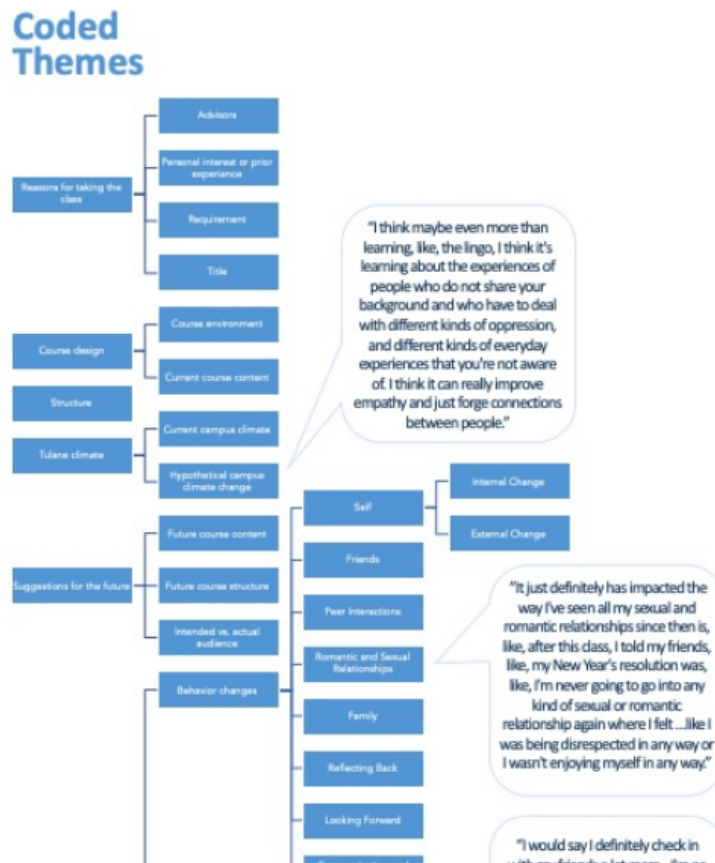 Coded
Themes
Advisors
Personal interest or prior
experience
Reasons for taking the
class
Requirement
Title
Course environment
Course design
Current course content
Structure
Current campus climate
Tulane climate
Hypothetical campus
climate change
"I think maybe even more than
learning, like, the lingo, I think it's
learning about the experiences of
people who do not share your
background and who have to deal
with different kinds of oppression,
and different kinds of everyday
experiences that you're not aware
of. I think it can really improve
empathy and just forge connections
between people."
Self
Internal Change
External Change
Future course content
Suggestions for the future
Future course structure
Intended vs. actual
audience
Behavior changes
Friends
Peer Interactions
Romantic and Sexual
Relationships
Family
Reflecting Back
Looking Forward
"It just definitely has impacted the
way I've seen all my sexual and
romantic relationships since then is,
like, after this class, I told my friends,
like, my New Year's resolution was,
like, I'm never going to go into any
kind of sexual or romantic
relationship again where I felt ...like I
was being disrespected in any way or
I wasn't enjoying myself in any way."
"I would say I definitely check in